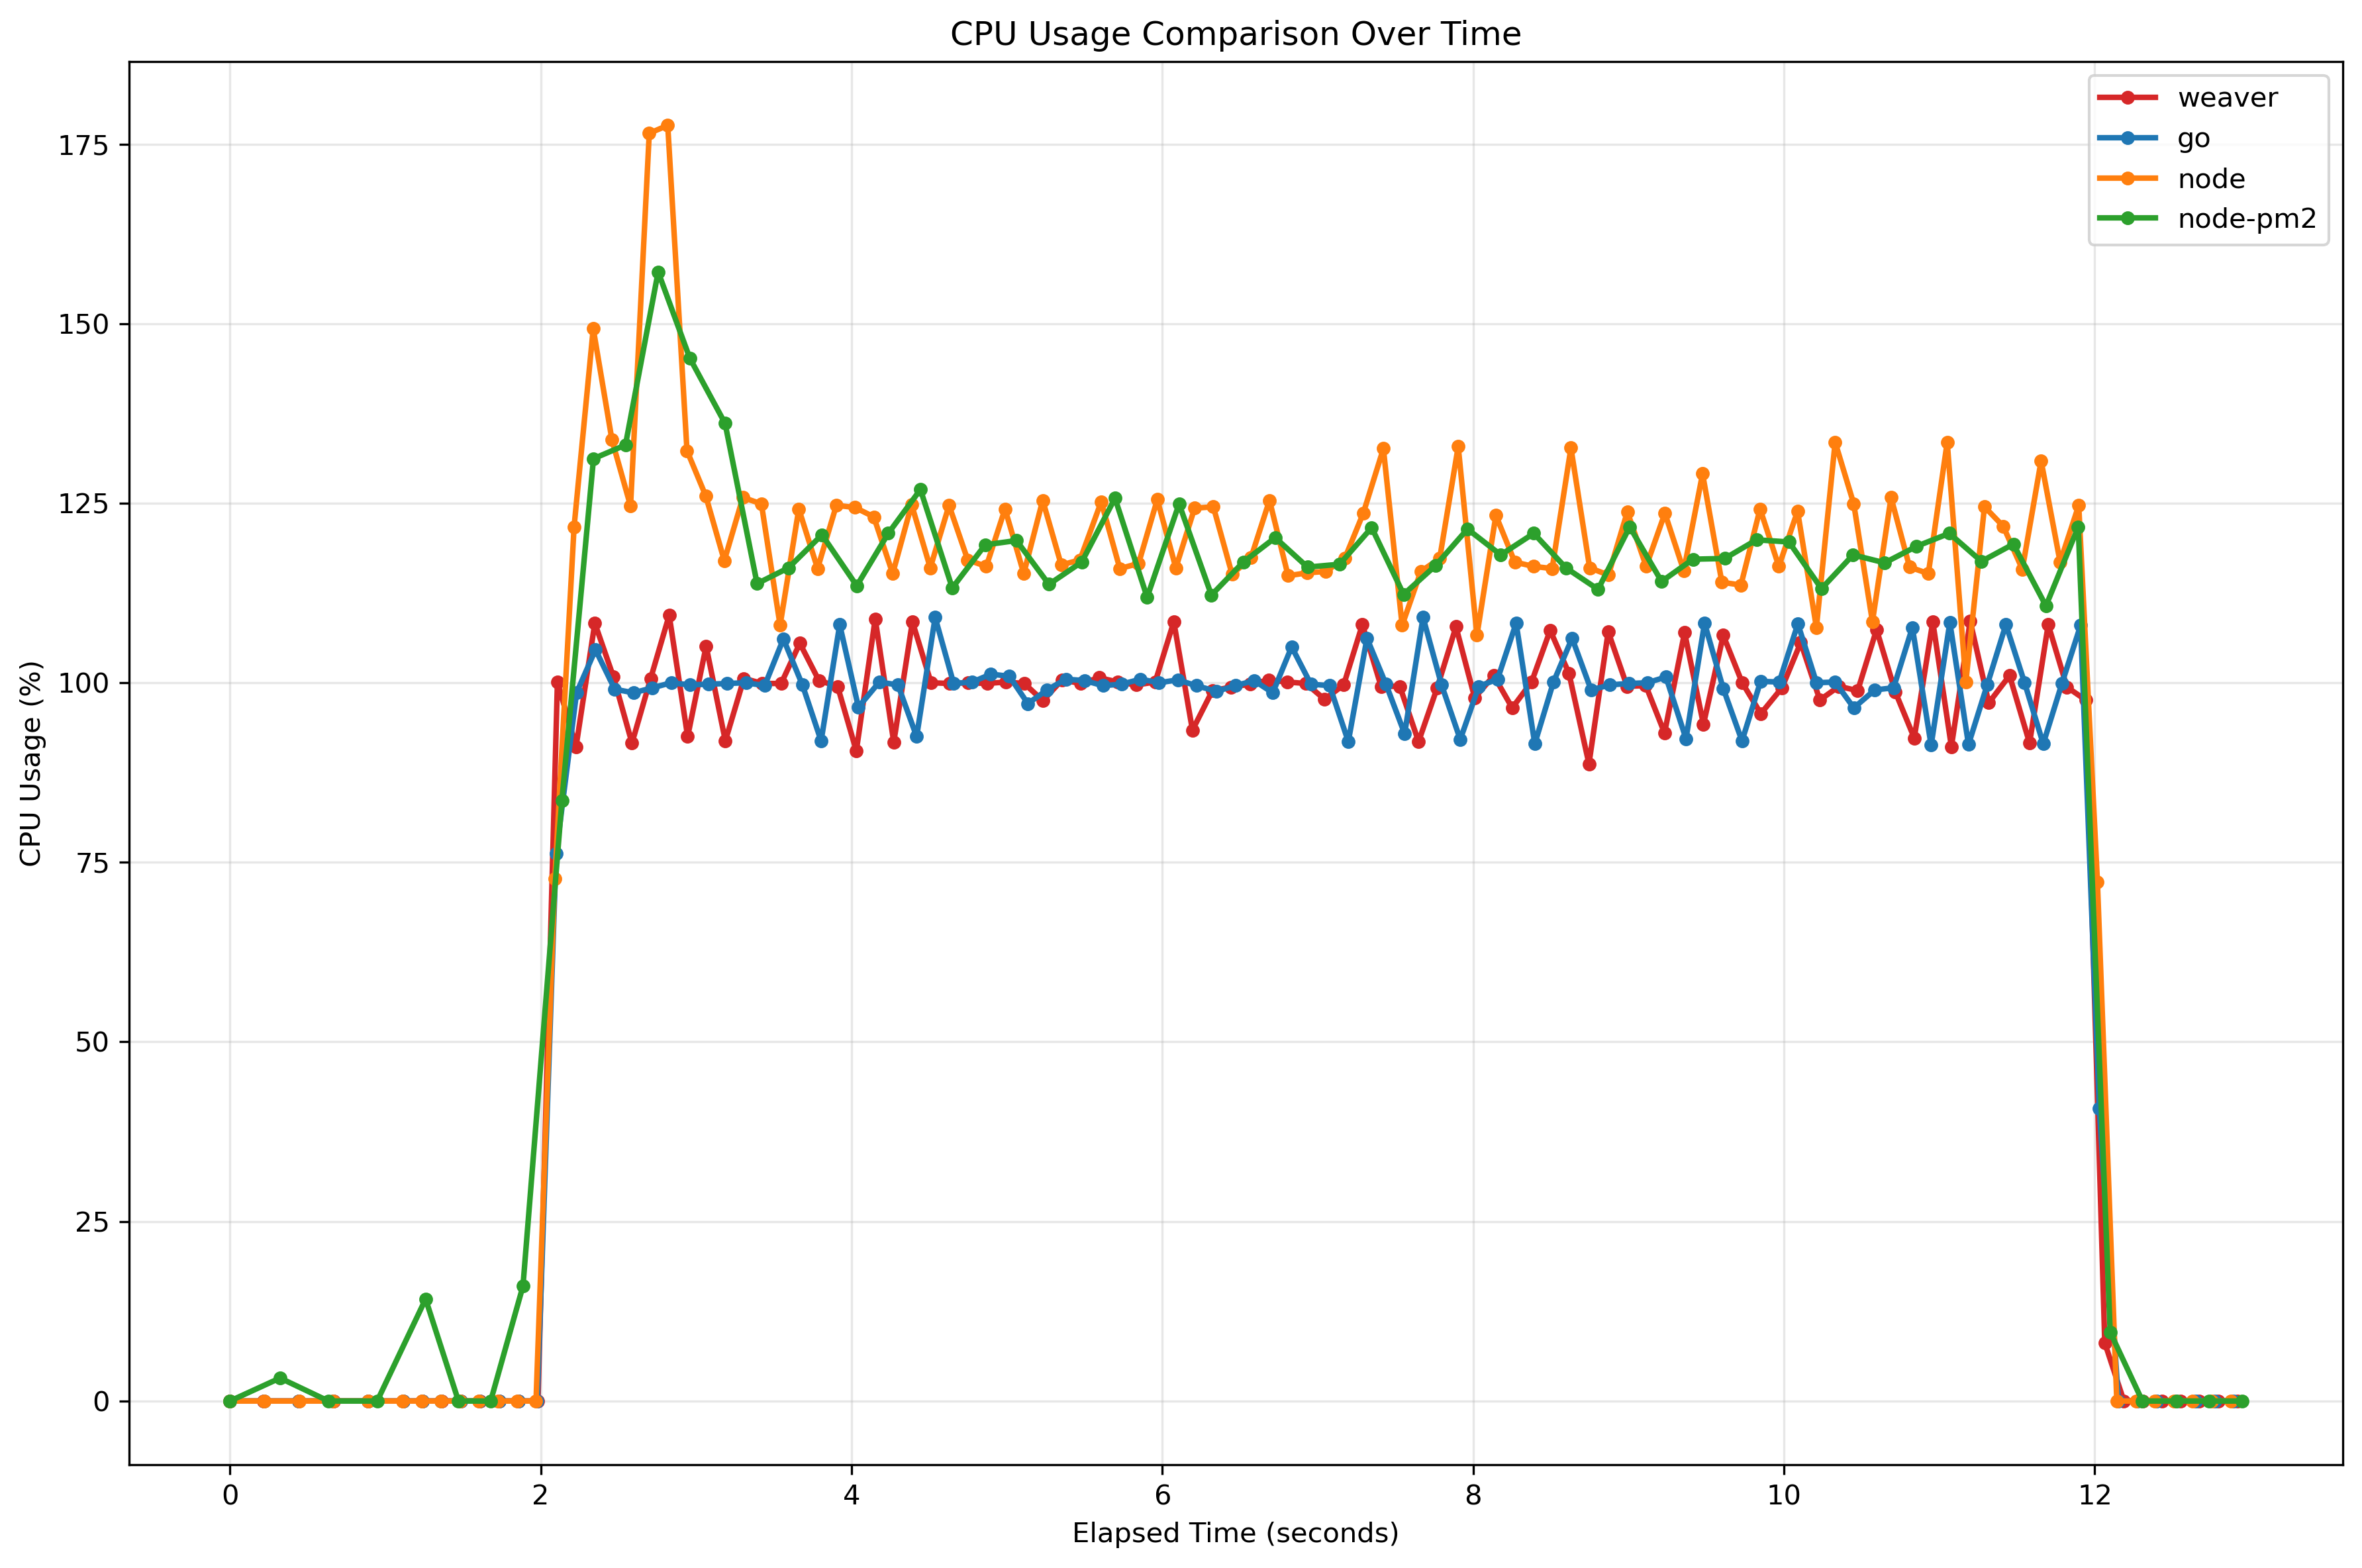 CPU Usage Comparison Over Time
weaver
go
node
node-pm2
175
150
125
100
75
50
25
0
CPU Usage (%)
0 2 4 6 8 10 12
Elapsed Time (seconds)